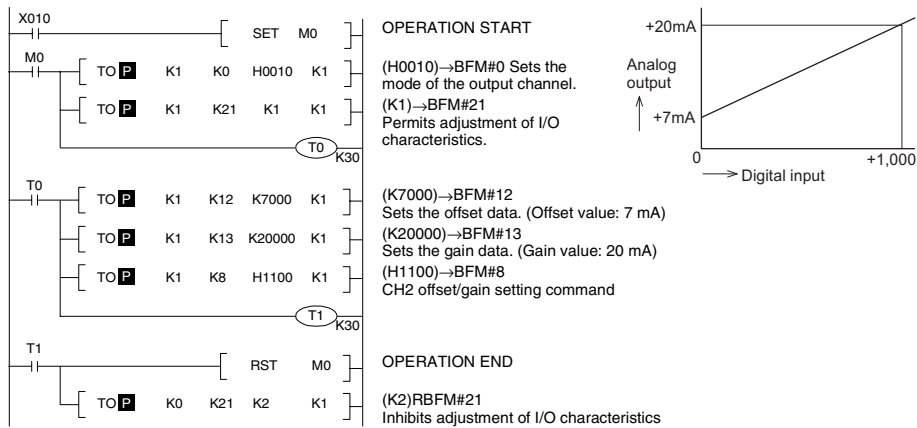 X010
SET M0
OPERATION START
M0
TO P K1 K0 H0010 K1
(H0010)→BFM#0 Sets the
mode of the output channel.
TO P K1 K21 K1 K1
(K1)→BFM#21
Permits adjustment of I/O
characteristics.
T0
K30
T0
TO P K1 K12 K7000 K1
(K7000)→BFM#12
Sets the offset data. (Offset value: 7 mA)
TO P K1 K13 K20000 K1
(K20000)→BFM#13
Sets the gain data. (Gain value: 20 mA)
TO P K1 K8 H1100 K1
(H1100)→BFM#8
CH2 offset/gain setting command
T1
K30
T1
RST M0
OPERATION END
TO P K0 K21 K2 K1
(K2)RBFM#21
Inhibits adjustment of I/O characteristics
+20mA
Analog
output
+7mA
0
+1,000
Digital input